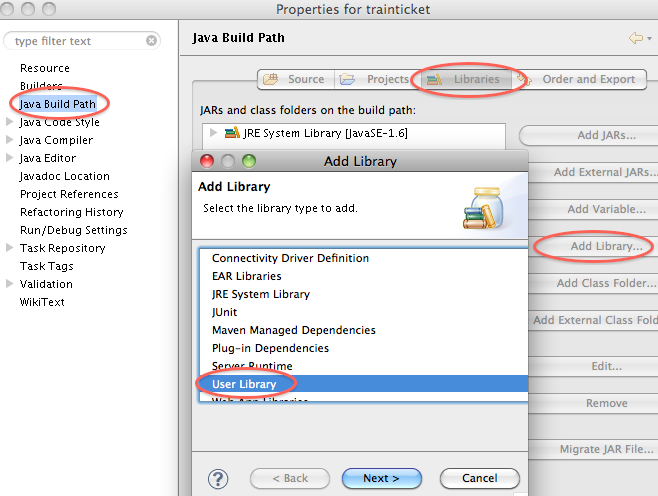 Properties for trainticket
type filter text
Resource
Builders
Java Build Path
Java Code Style
Java Compiler
Java Editor
Javadoc Location
Project References
Refactoring History
Run/Debug Settings
Task Repository
Task Tags
Validation
WikiText
Java Build Path
Source
Projects
Libraries
Order and Export
JARs and class folders on the build path:
JRE System Library [JavaSE-1.6]
Add JARs...
Add External JARs...
Add Variable...
Add Library...
Add Class Folder...
Add External Class Fold
Edit...
Remove
Migrate JAR File...
Add Library
Add Library
Select the library type to add.
Connectivity Driver Definition
EAR Libraries
JRE System Library
JUnit
Maven Managed Dependencies
Plug-in Dependencies
Server Runtime
User Library
Web App Libraries
?
< Back
Next >
Cancel